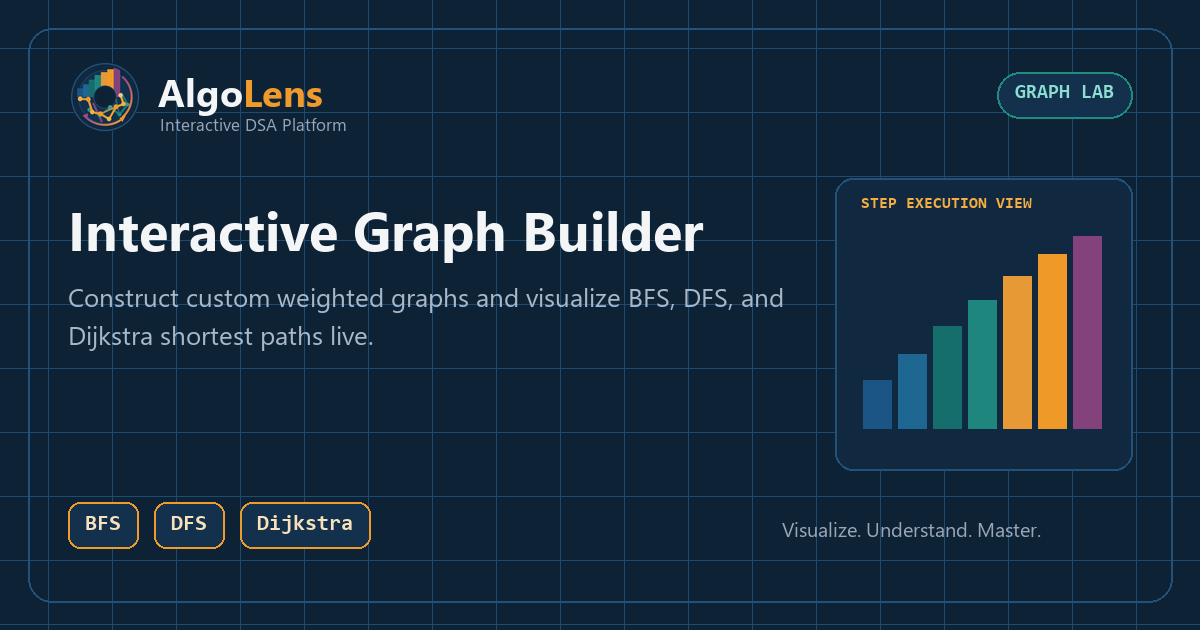 AlgoLens
Interactive DSA Platform
GRAPH LAB
Interactive Graph Builder
Construct custom weighted graphs and visualize BFS, DFS, and
Dijkstra shortest paths live.
STEP EXECUTION VIEW
BFS
DFS
Dijkstra
Visualize. Understand. Master.